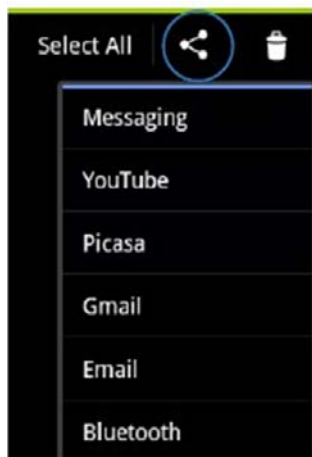 Select All
Messaging
YouTube
Picasa
Gmail
Email
Bluetooth